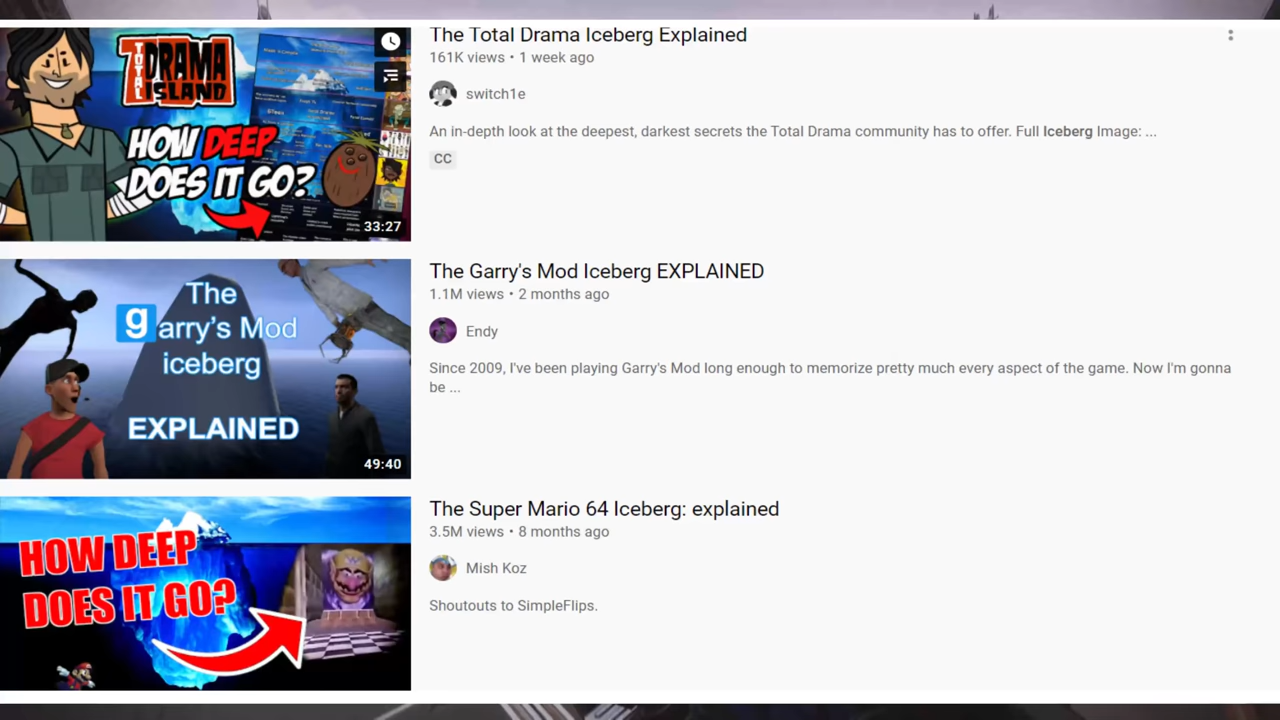 TOTAL
DRAMA
ISLAND
HOW DEEP
DOES IT GO?
33:27
The Total Drama Iceberg Explained
161K views • 1 week ago
switch1e
An in-depth look at the deepest, darkest secrets the Total Drama community has to offer. Full Iceberg Image: ...
CC
The
garry's Mod
iceberg
EXPLAINED
49:40
The Garry's Mod Iceberg EXPLAINED
1.1M views • 2 months ago
Endy
Since 2009, I've been playing Garry's Mod long enough to memorize pretty much every aspect of the game. Now I'm gonna
be ...
HOW DEEP
DOES IT GO?
The Super Mario 64 Iceberg: explained
3.5M views • 8 months ago
Mish Koz
Shoutouts to SimpleFlips.